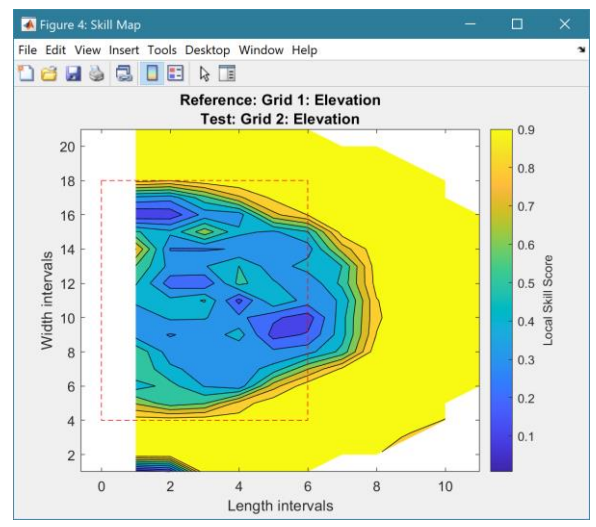 Figure 4: Skill Map
File Edit View Insert Tools Desktop Window Help
Reference: Grid 1: Elevation
Test: Grid 2: Elevation
20
18
16
14
12
10
8
6
4
2
Width intervals
0 2 4 6 8 10
Length intervals
0.9
0.8
0.7
0.6
0.5
0.4
0.3
0.2
0.1
Local Skill Score